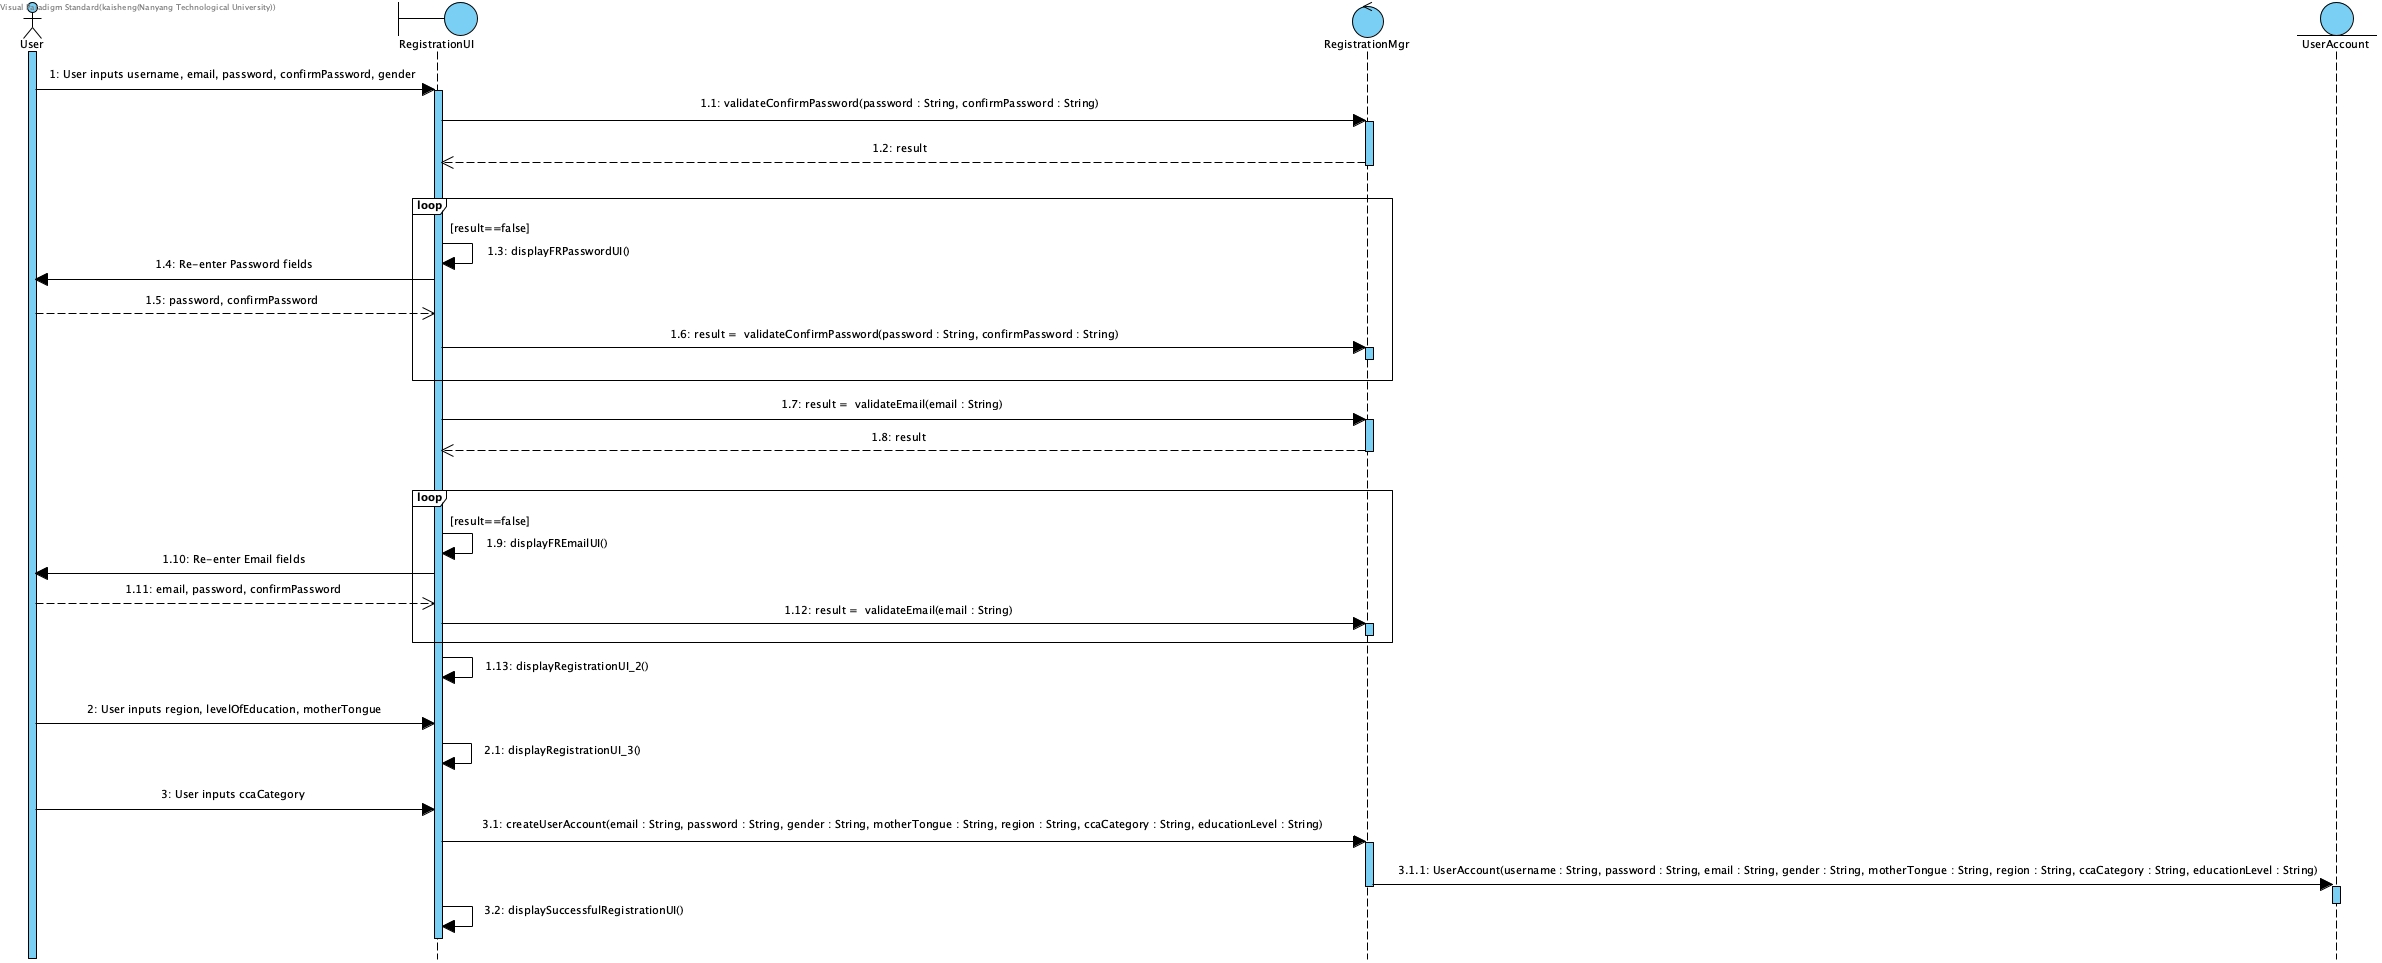 Visual Paradigm Standard(kaisheng(Nanyang Technological University))
User
RegistrationUI
RegistrationMgr
UserAccount
1: User inputs username, email, password, confirmPassword, gender
1.1: validateConfirmPassword(password : String, confirmPassword : String)
1.2: result
loop
[result==false]
1.3: displayFRPasswordUI()
1.4: Re-enter Password fields
1.5: password, confirmPassword
1.6: result = validateConfirmPassword(password : String, confirmPassword : String)
1.7: result = validateEmail(email : String)
1.8: result
loop
[result==false]
1.9: displayFREmailUI()
1.10: Re-enter Email fields
1.11: email, password, confirmPassword
1.12: result = validateEmail(email : String)
1.13: displayRegistrationUI_2()
2: User inputs region, levelOfEducation, motherTongue
2.1: displayRegistrationUI_3()
3: User inputs ccaCategory
3.1: createUserAccount(email : String, password : String, gender : String, motherTongue : String, region : String, ccaCategory : String, educationLevel : String)
3.1.1: UserAccount(username : String, password : String, email : String, gender : String, motherTongue : String, region : String, ccaCategory : String, educationLevel : String)
3.2: displaySuccessfulRegistrationUI()